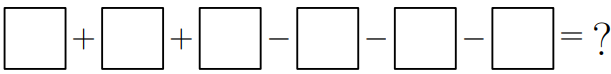 □ + □ + □ − □ − □ − □ = ?